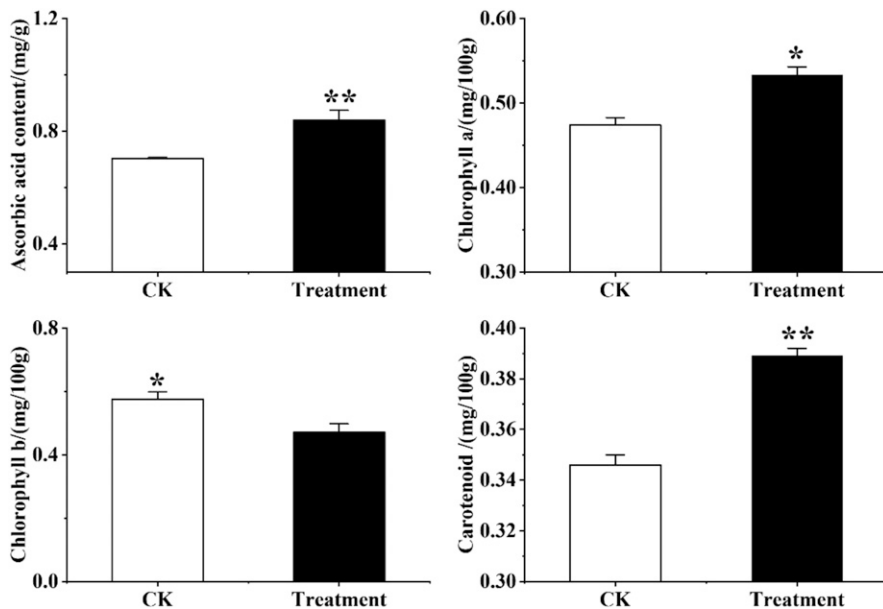 Ascorbic acid content/(mg/g)
1.2
0.8
0.4
**
CK
Treatment
Chlorophyll a/(mg/100g)
0.60
0.50
0.40
0.30
*
CK
Treatment
Chlorophyll b/(mg/100g)
0.8
0.4
0.0
*
CK
Treatment
Carotenoid /(mg/100g)
0.40
0.38
0.36
0.34
0.32
0.30
**
CK
Treatment